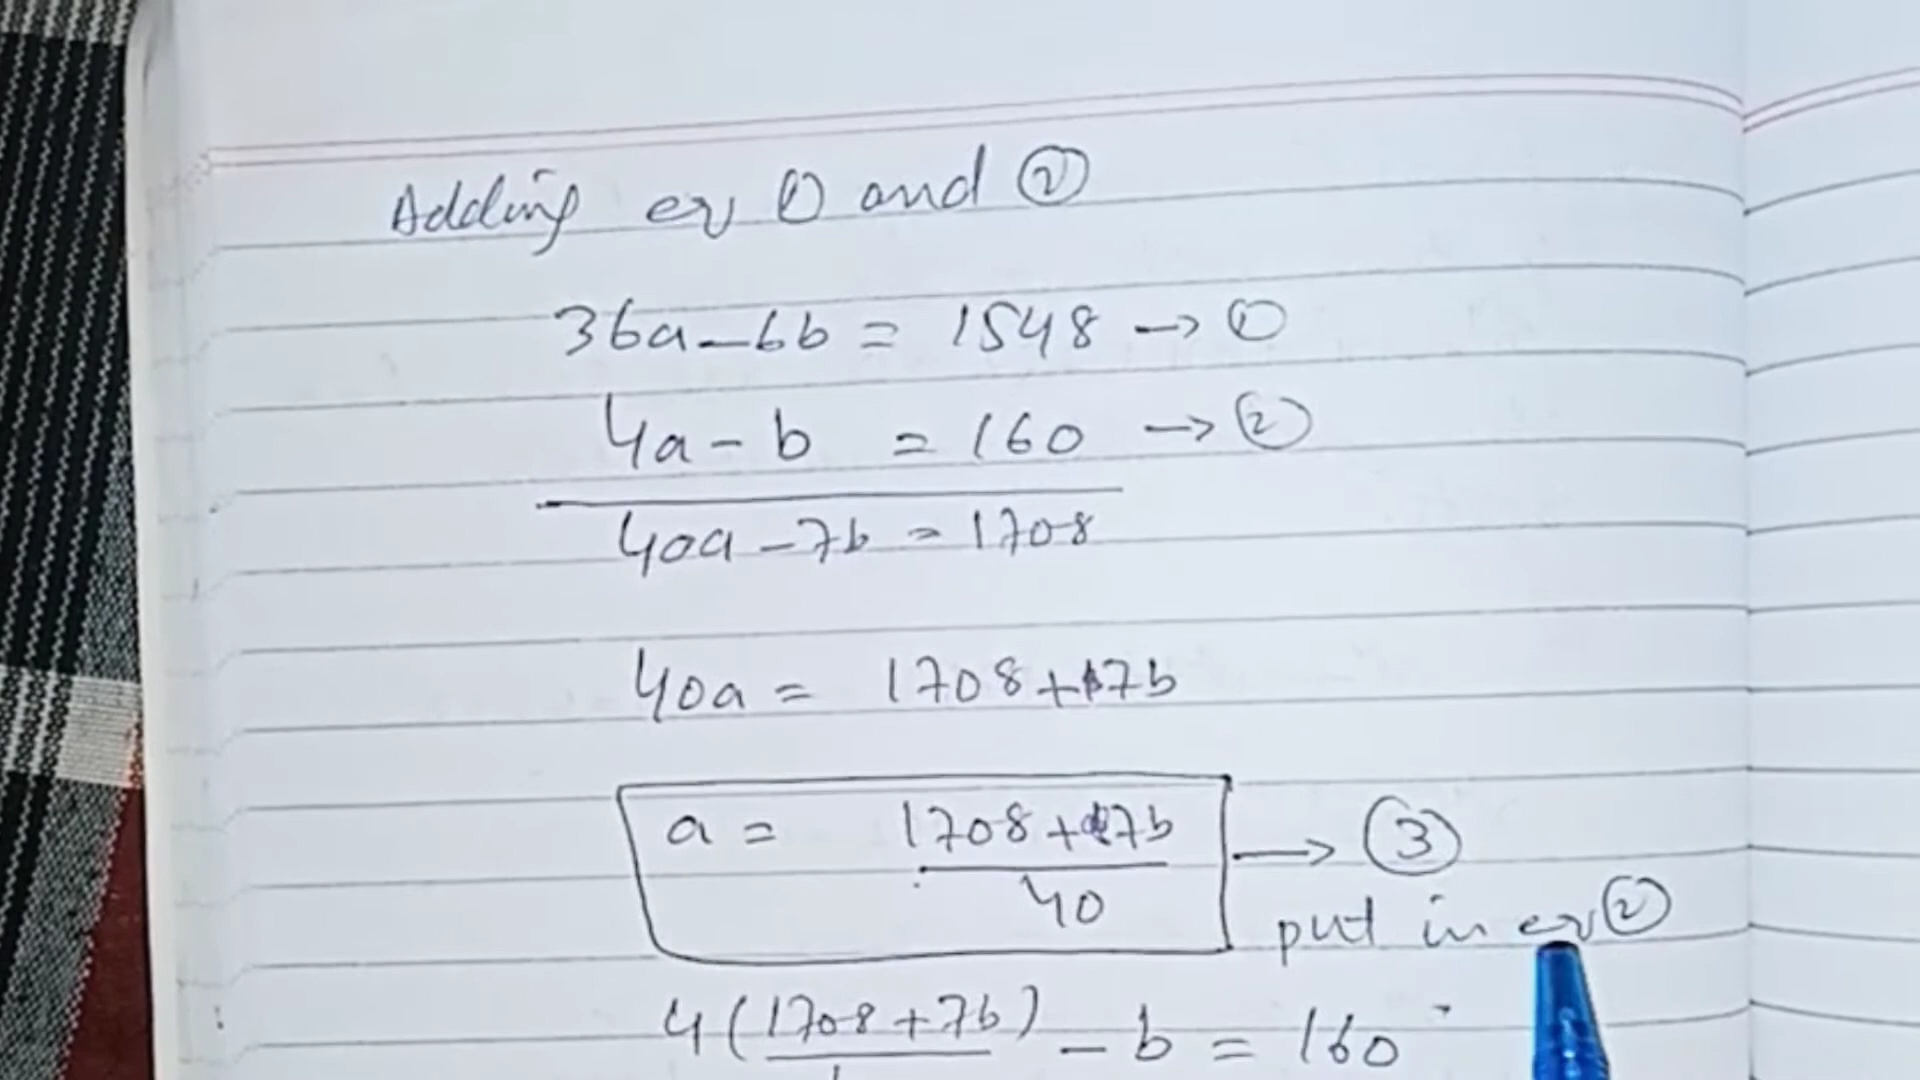 Adding eq ① and ②
36a - 6b = 1548 → ①
4a - b = 160 → ②
40a - 7b = 1708
40a = 1708 + 7b
a = 1708 + 7b → ③
40
put in eq ②
4 (1708 + 7b) - b = 160